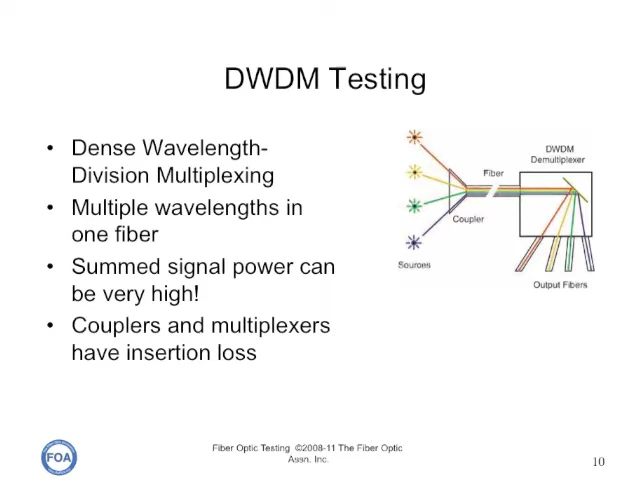 DWDM Testing
• Dense Wavelength-
Division Multiplexing
• Multiple wavelengths in
one fiber
• Summed signal power can
be very high!
• Couplers and multiplexers
have insertion loss
DWDM
Demultiplexer
Fiber
Coupler
Sources
Output Fibers
FOA
Fiber Optic Testing ©2008-11 The Fiber Optic
Assn. Inc.
10